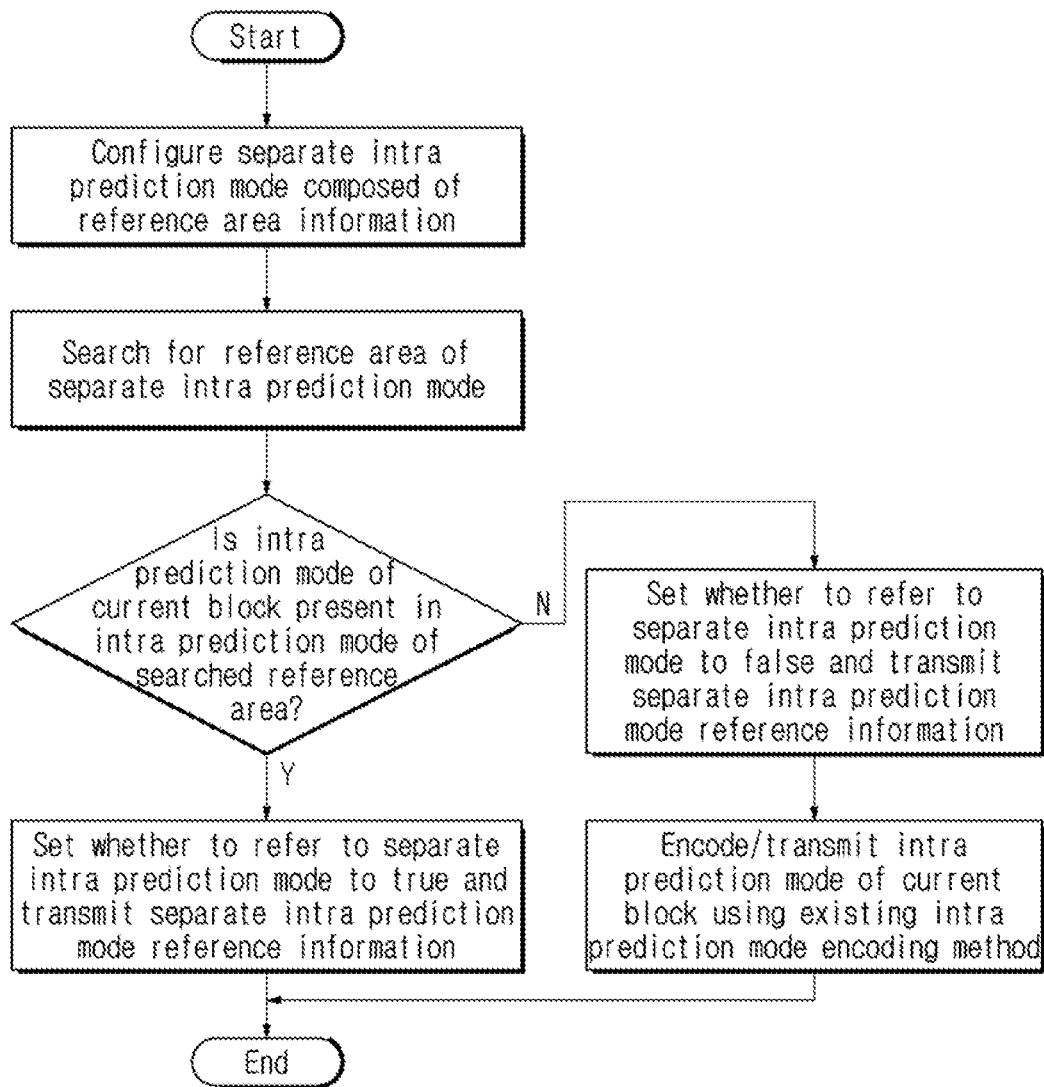 Start
Configure separate intra
prediction mode composed of
reference area information
Search for reference area of
separate intra prediction mode
is intra
prediction mode of
current block present in
intra prediction mode of
searched reference
area?
N
Y
Set whether to refer to
separate intra prediction
mode to false and transmit
separate intra prediction
mode reference information
Set whether to refer to separate
intra prediction mode to true and
transmit separate intra prediction
mode reference information
Encode/transmit intra
prediction mode of current
block using existing intra
prediction mode encoding method
End